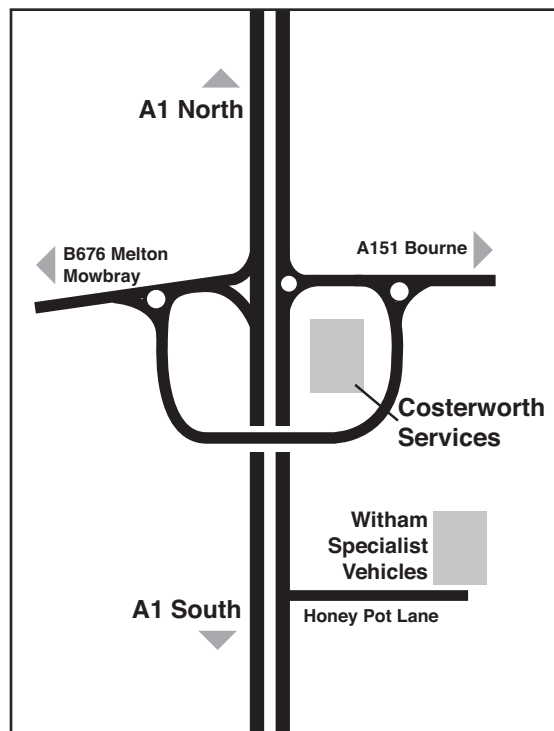 A1 North
B676 Melton
Mowbray
A151 Bourne
Costerworth
Services
Witham
Specialist
Vehicles
A1 South
Honey Pot Lane